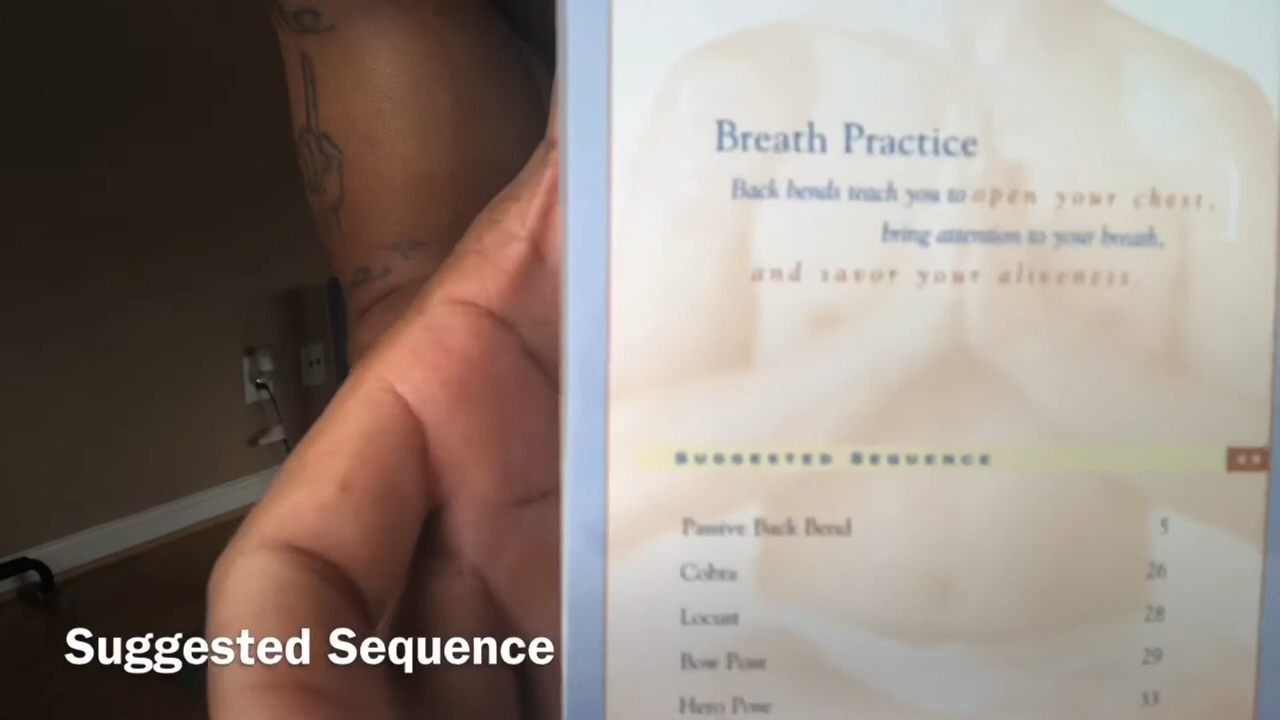 Breath Practice
Back bends teach you to open your chest,
bring attention to your breath,
and savor your aliveness.
SUGGESTED SEQUENCE
Passive Back Bend 5
Cobra 26
Locust 28
Bow Pose 29
Hero Pose 33
Suggested Sequence